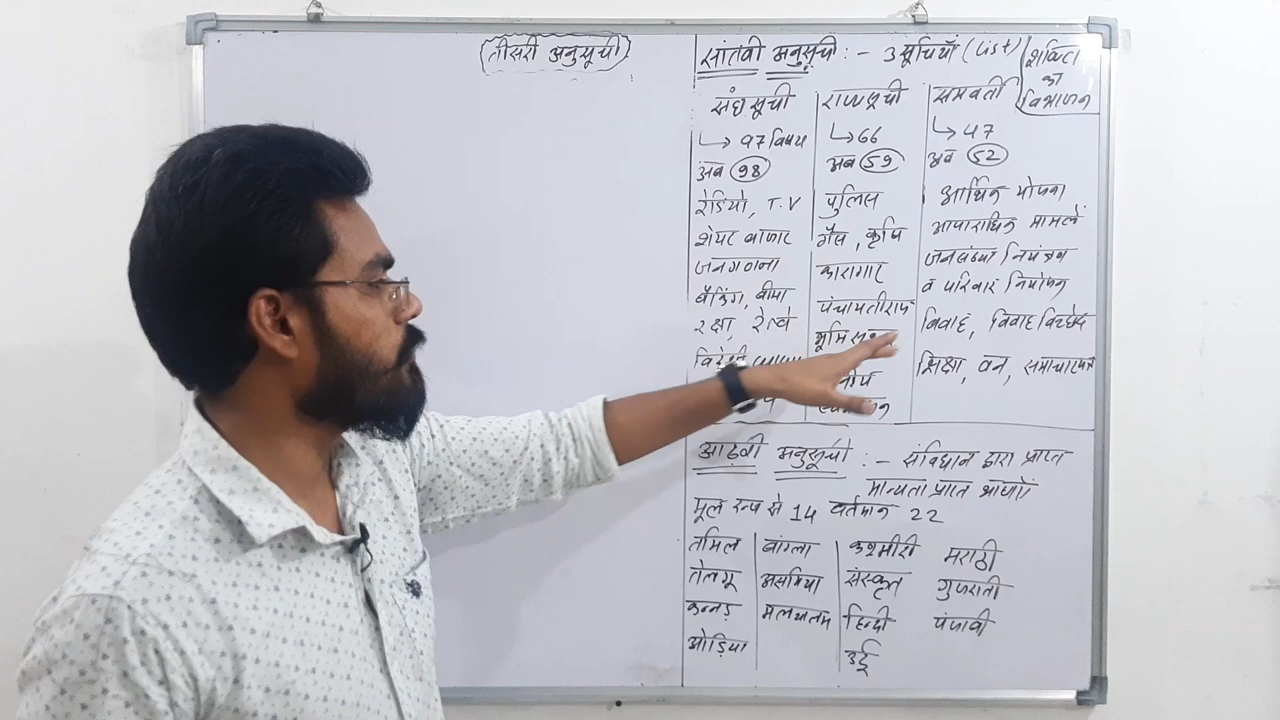 तीसरी अनुसूची
सांतवी अनुसूची :- 3सूचियाँ (List)
शक्ति
का
विभाजन
संघसूची
↳ 97 विषय
अब 98
रेडियो, T.V
शेयर बाजार
जनगणना
बैंकिंग, बीमा
रक्षा, रेल्वे
राज्यसूची
↳ 66
अब 59
पुलिस
गैस, कृषि
कारागार
पंचायतीराज
भूमि
समवर्ती
↳ 47
अब 52
आर्थिक योजना
आपाराधिक मामलें
जनसंख्या नियंत्रण
व परिवार नियोजन
विवाह, विवाह विच्छेद
शिक्षा, वन, समाचारपत्र
आठवी अनुसूची :- संविधान द्वारा प्राप्त
मान्यता प्राप्त भाषाऐं
मूल रूप से 14 वर्तमान 22
तमिल
तेलगू
कन्नड़
ओड़िया
बांग्ला
असमिया
मलयालम
कश्मीरी
संस्कृत
हिन्दी
उर्दू
मराठी
गुजराती
पंजाबी